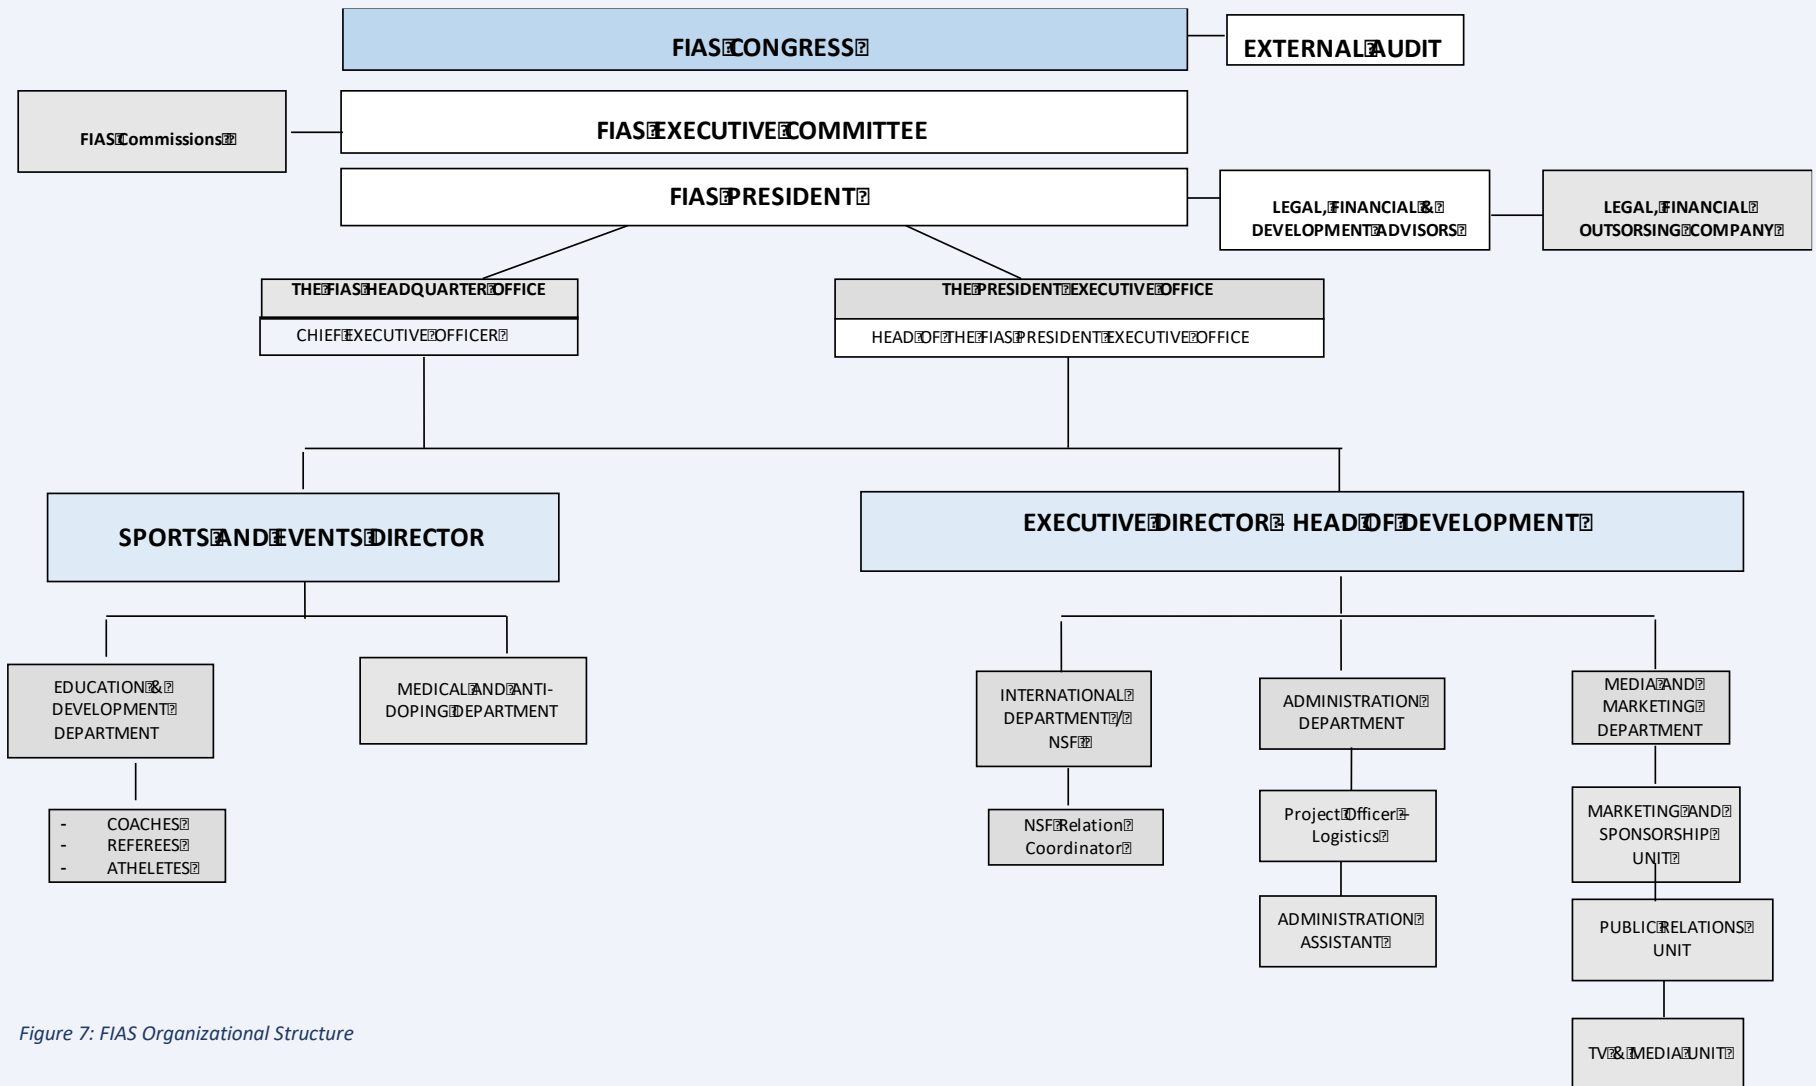 FIAS CONGRESS
EXTERNAL AUDIT
FIAS Commissions
FIAS EXECUTIVE COMMITTEE
FIAS PRESIDENT
LEGAL, FINANCIAL &
DEVELOPMENT ADVISORS
LEGAL, FINANCIAL
OUTSORSING COMPANY
THE FIAS HEADQUARTER OFFICE
CHIEF EXECUTIVE OFFICER
THE PRESIDENT EXECUTIVE OFFICE
HEAD OF THE FIAS PRESIDENT EXECUTIVE OFFICE
SPORTS AND EVENTS DIRECTOR
EXECUTIVE DIRECTOR - HEAD OF DEVELOPMENT
EDUCATION &
DEVELOPMENT
DEPARTMENT
MEDICAL AND ANTI-
DOPING DEPARTMENT
- COACHES
- REFEREES
- ATHELETES
INTERNATIONAL
DEPARTMENT /
NSF
NSF Relation
Coordinator
ADMINISTRATION
DEPARTMENT
Project Officer –
Logistics
ADMINISTRATION
ASSISTANT
MEDIA AND
MARKETING
DEPARTMENT
MARKETING AND
SPONSORSHIP
UNIT
PUBLIC RELATIONS
UNIT
TV & MEDIA UNIT
Figure 7: FIAS Organizational Structure